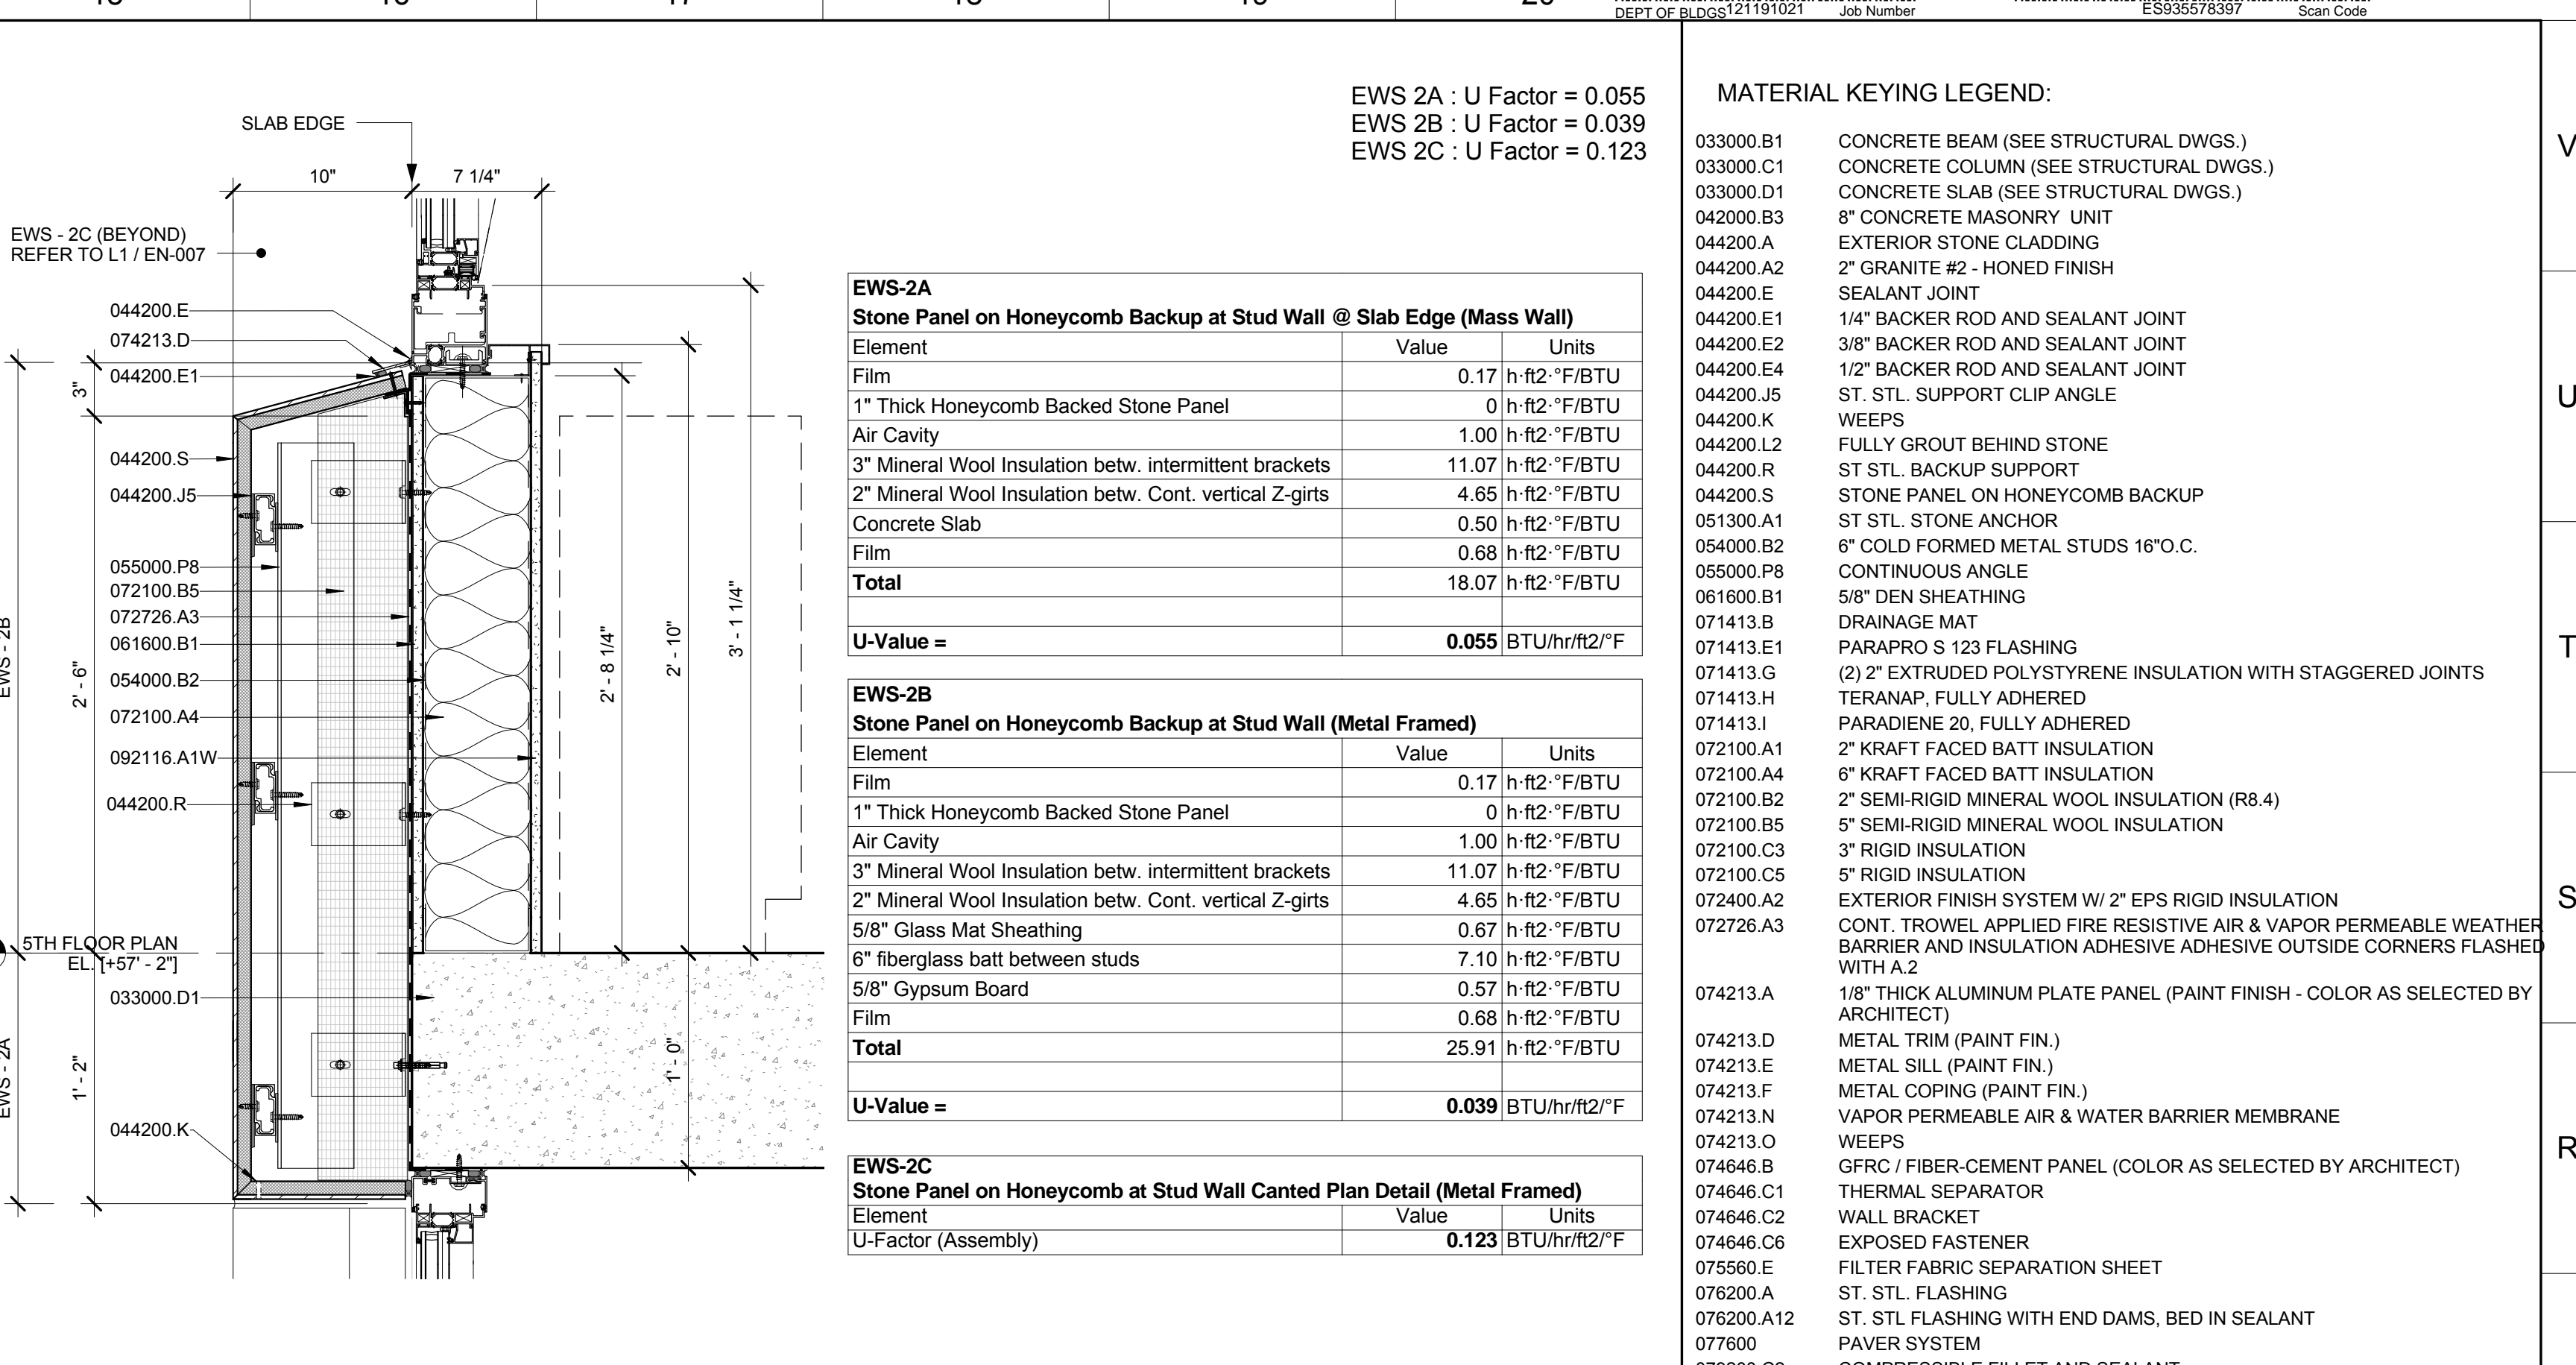 DEPT OF BLDGS 121191021 Job Number ES935578397 Scan Code
EWS 2A : U Factor = 0.055
EWS 2B : U Factor = 0.039
EWS 2C : U Factor = 0.123
SLAB EDGE
10" 7 1/4"
EWS - 2C (BEYOND)
REFER TO L1 / EN-007
044200.E
074213.D
044200.E1
3"
044200.S
044200.J5
055000.P8
072100.B5
072726.A3
061600.B1
054000.B2
072100.A4
092116.A1W
044200.R
EWS - 2B
2' - 6"
2' - 8 1/4"
2' - 10"
3' - 1 1/4"
5TH FLOOR PLAN
EL. [+57' - 2"]
033000.D1
EWS - 2A
1' - 2"
1' - 0"
044200.K
EWS-2A
Stone Panel on Honeycomb Backup at Stud Wall @ Slab Edge (Mass Wall)
Element Value Units
Film 0.17 h·ft2·°F/BTU
1" Thick Honeycomb Backed Stone Panel 0 h·ft2·°F/BTU
Air Cavity 1.00 h·ft2·°F/BTU
3" Mineral Wool Insulation betw. intermittent brackets 11.07 h·ft2·°F/BTU
2" Mineral Wool Insulation betw. Cont. vertical Z-girts 4.65 h·ft2·°F/BTU
Concrete Slab 0.50 h·ft2·°F/BTU
Film 0.68 h·ft2·°F/BTU
Total 18.07 h·ft2·°F/BTU
U-Value = 0.055 BTU/hr/ft2/°F
EWS-2B
Stone Panel on Honeycomb Backup at Stud Wall (Metal Framed)
Element Value Units
Film 0.17 h·ft2·°F/BTU
1" Thick Honeycomb Backed Stone Panel 0 h·ft2·°F/BTU
Air Cavity 1.00 h·ft2·°F/BTU
3" Mineral Wool Insulation betw. intermittent brackets 11.07 h·ft2·°F/BTU
2" Mineral Wool Insulation betw. Cont. vertical Z-girts 4.65 h·ft2·°F/BTU
5/8" Glass Mat Sheathing 0.67 h·ft2·°F/BTU
6" fiberglass batt between studs 7.10 h·ft2·°F/BTU
5/8" Gypsum Board 0.57 h·ft2·°F/BTU
Film 0.68 h·ft2·°F/BTU
Total 25.91 h·ft2·°F/BTU
U-Value = 0.039 BTU/hr/ft2/°F
EWS-2C
Stone Panel on Honeycomb at Stud Wall Canted Plan Detail (Metal Framed)
Element Value Units
U-Factor (Assembly) 0.123 BTU/hr/ft2/°F
MATERIAL KEYING LEGEND:
033000.B1 CONCRETE BEAM (SEE STRUCTURAL DWGS.)
033000.C1 CONCRETE COLUMN (SEE STRUCTURAL DWGS.)
033000.D1 CONCRETE SLAB (SEE STRUCTURAL DWGS.)
042000.B3 8" CONCRETE MASONRY UNIT
044200.A EXTERIOR STONE CLADDING
044200.A2 2" GRANITE #2 - HONED FINISH
044200.E SEALANT JOINT
044200.E1 1/4" BACKER ROD AND SEALANT JOINT
044200.E2 3/8" BACKER ROD AND SEALANT JOINT
044200.E4 1/2" BACKER ROD AND SEALANT JOINT
044200.J5 ST. STL. SUPPORT CLIP ANGLE
044200.K WEEPS
044200.L2 FULLY GROUT BEHIND STONE
044200.R ST STL. BACKUP SUPPORT
044200.S STONE PANEL ON HONEYCOMB BACKUP
051300.A1 ST STL. STONE ANCHOR
054000.B2 6" COLD FORMED METAL STUDS 16"O.C.
055000.P8 CONTINUOUS ANGLE
061600.B1 5/8" DEN SHEATHING
071413.B DRAINAGE MAT
071413.E1 PARAPRO S 123 FLASHING
071413.G (2) 2" EXTRUDED POLYSTYRENE INSULATION WITH STAGGERED JOINTS
071413.H TERANAP, FULLY ADHERED
071413.I PARADIENE 20, FULLY ADHERED
072100.A1 2" KRAFT FACED BATT INSULATION
072100.A4 6" KRAFT FACED BATT INSULATION
072100.B2 2" SEMI-RIGID MINERAL WOOL INSULATION (R8.4)
072100.B5 5" SEMI-RIGID MINERAL WOOL INSULATION
072100.C3 3" RIGID INSULATION
072100.C5 5" RIGID INSULATION
072400.A2 EXTERIOR FINISH SYSTEM W/ 2" EPS RIGID INSULATION
072726.A3 CONT. TROWEL APPLIED FIRE RESISTIVE AIR & VAPOR PERMEABLE WEATHER
BARRIER AND INSULATION ADHESIVE ADHESIVE OUTSIDE CORNERS FLASHED
WITH A.2
074213.A 1/8" THICK ALUMINUM PLATE PANEL (PAINT FINISH - COLOR AS SELECTED BY
ARCHITECT)
074213.D METAL TRIM (PAINT FIN.)
074213.E METAL SILL (PAINT FIN.)
074213.F METAL COPING (PAINT FIN.)
074213.N VAPOR PERMEABLE AIR & WATER BARRIER MEMBRANE
074213.O WEEPS
074646.B GFRC / FIBER-CEMENT PANEL (COLOR AS SELECTED BY ARCHITECT)
074646.C1 THERMAL SEPARATOR
074646.C2 WALL BRACKET
074646.C6 EXPOSED FASTENER
075560.E FILTER FABRIC SEPARATION SHEET
076200.A ST. STL. FLASHING
076200.A12 ST. STL FLASHING WITH END DAMS, BED IN SEALANT
077600 PAVER SYSTEM
V
U
T
S
R